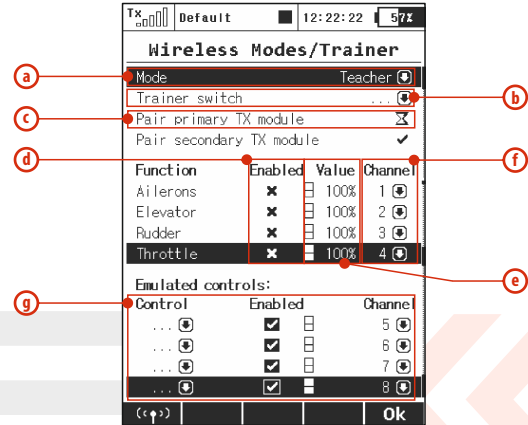 Tx Default 12:22:22 57%
Wireless Modes/Trainer
a Mode Teacher
b
Trainer switch ...
c Pair primary TX module
Pair secondary TX module
d f
Function Enabled Value Channel
Ailerons 100% 1
Elevator 100% 2
Rudder 100% 3
Throttle 100% 4
e
Emulated controls:
g Control Enabled Channel
... 5
... 6
... 7
... 8
Ok